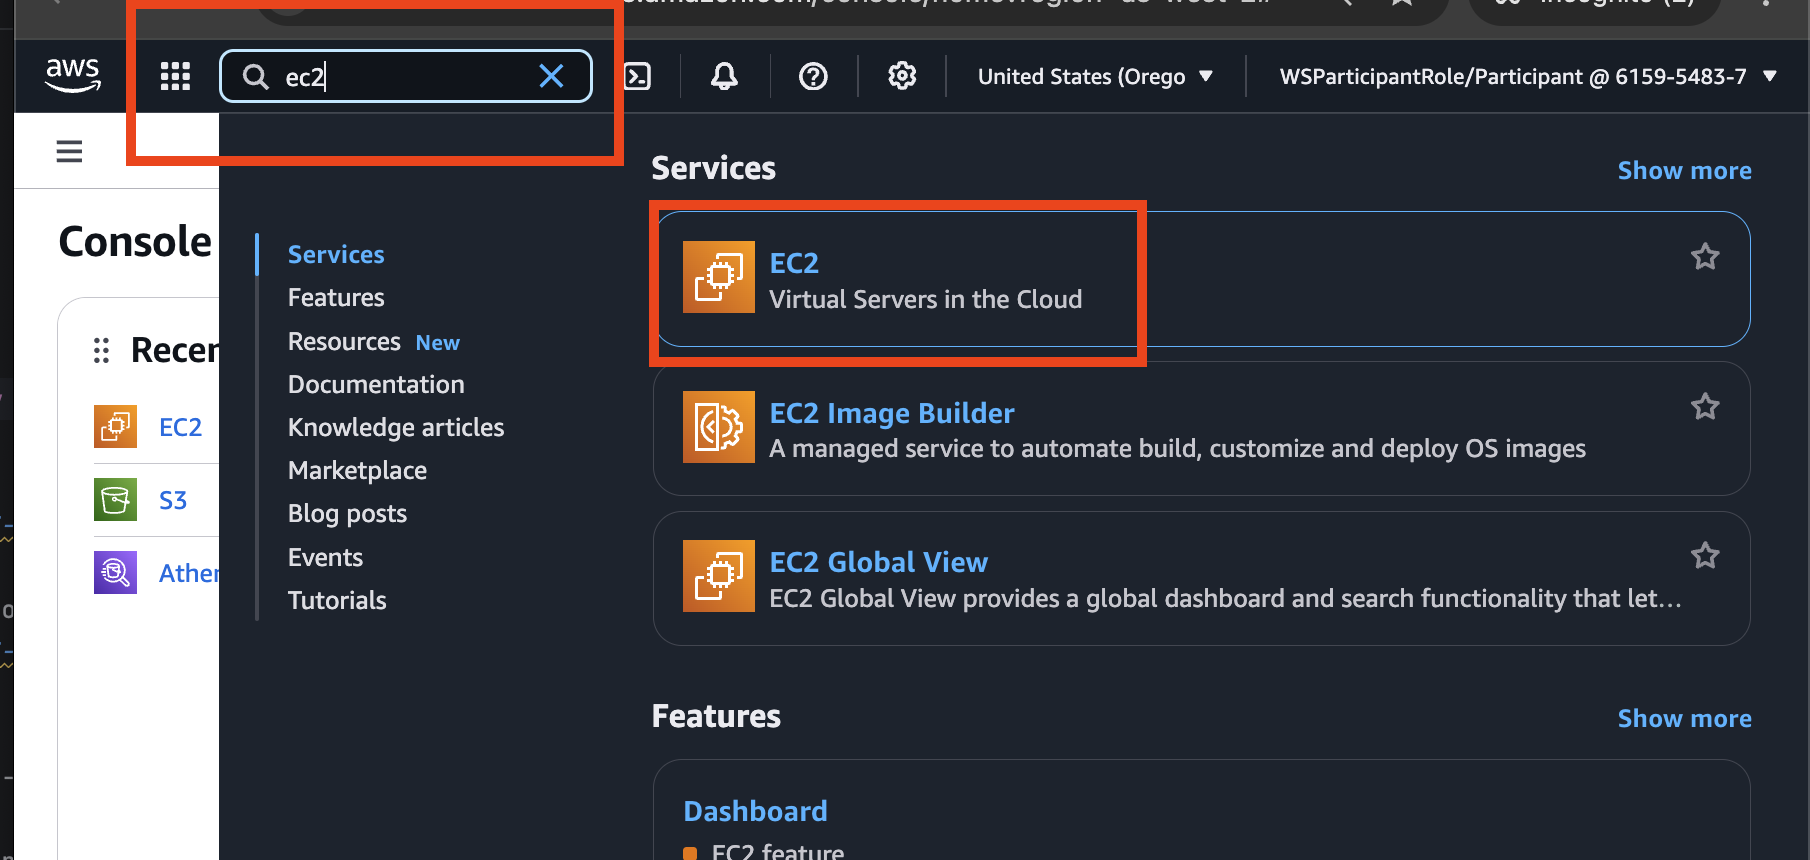 aws
ec2
United States (Orego
WSParticipantRole/Participant @ 6159-5483-7
Services
Show more
Console
Services
Features
Resources New
Documentation
Knowledge articles
Marketplace
Blog posts
Events
Tutorials
Recen
EC2
S3
Athen
EC2
Virtual Servers in the Cloud
EC2 Image Builder
A managed service to automate build, customize and deploy OS images
EC2 Global View
EC2 Global View provides a global dashboard and search functionality that let...
Features
Show more
Dashboard
EC2 feature